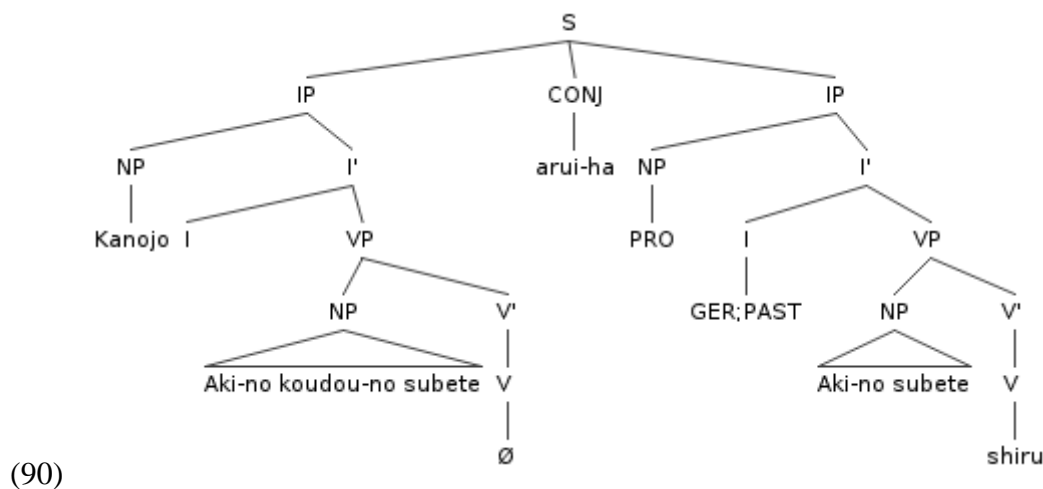 S
IP CONJ IP
NP I' arui-ha NP I'
Kanojo I VP PRO I VP
NP V' GER;PAST NP V'
Aki-no koudou-no subete V Aki-no subete V
(90) Ø shiru